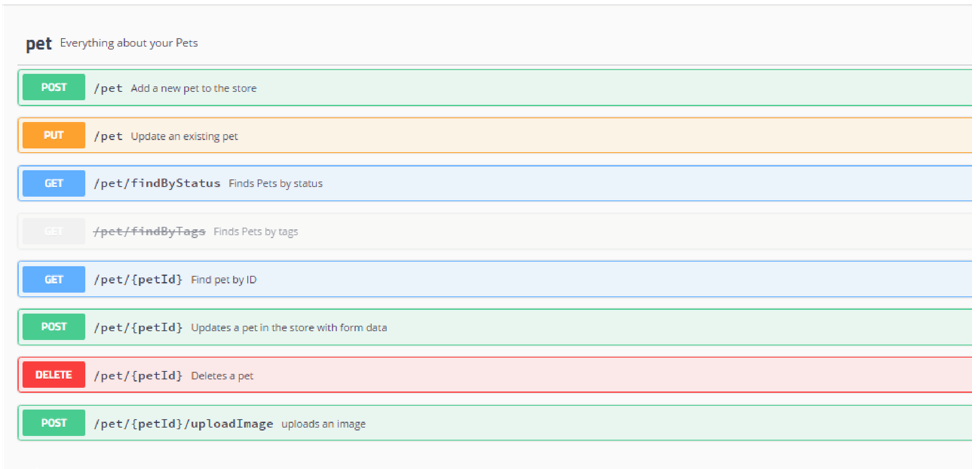 pet Everything about your Pets
POST /pet Add a new pet to the store
PUT /pet Update an existing pet
GET /pet/findByStatus Finds Pets by status
GET /pet/findByTags Finds Pets by tags
GET /pet/{petId} Find pet by ID
POST /pet/{petId} Updates a pet in the store with form data
DELETE /pet/{petId} Deletes a pet
POST /pet/{petId}/uploadImage uploads an image